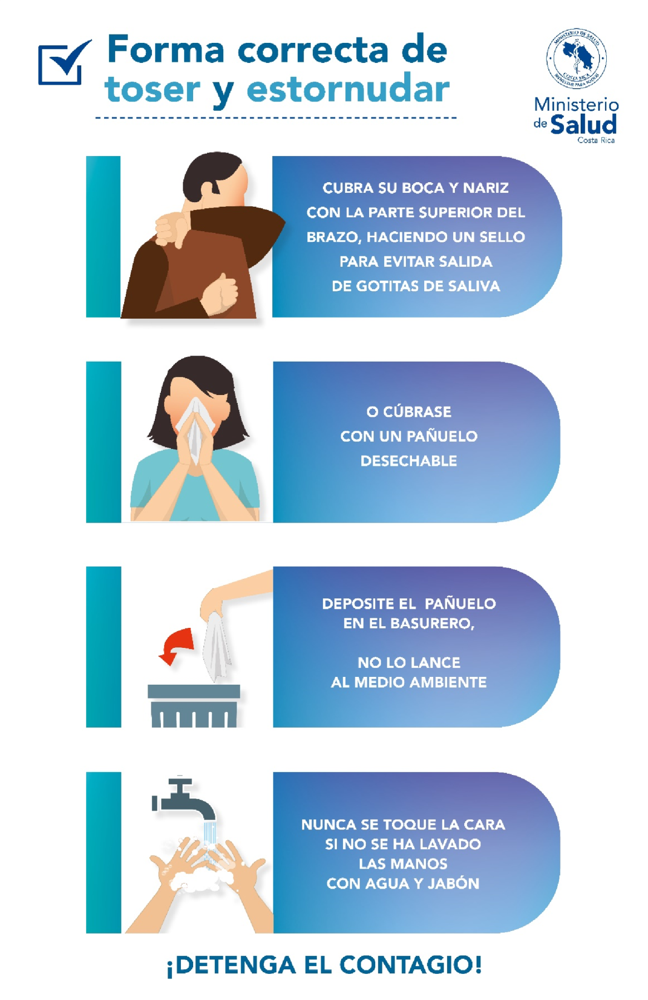 Forma correcta de
toser y estornudar
MINISTERIO DE SALUD
COSTA RICA
BIENESTAR PARA TODOS
Ministerio
de Salud
Costa Rica
CUBRA SU BOCA Y NARIZ
CON LA PARTE SUPERIOR DEL
BRAZO, HACIENDO UN SELLO
PARA EVITAR SALIDA
DE GOTITAS DE SALIVA
O CÚBRASE
CON UN PAÑUELO
DESECHABLE
DEPOSITE EL PAÑUELO
EN EL BASURERO,
NO LO LANCE
AL MEDIO AMBIENTE
NUNCA SE TOQUE LA CARA
SI NO SE HA LAVADO
LAS MANOS
CON AGUA Y JABÓN
¡DETENGA EL CONTAGIO!